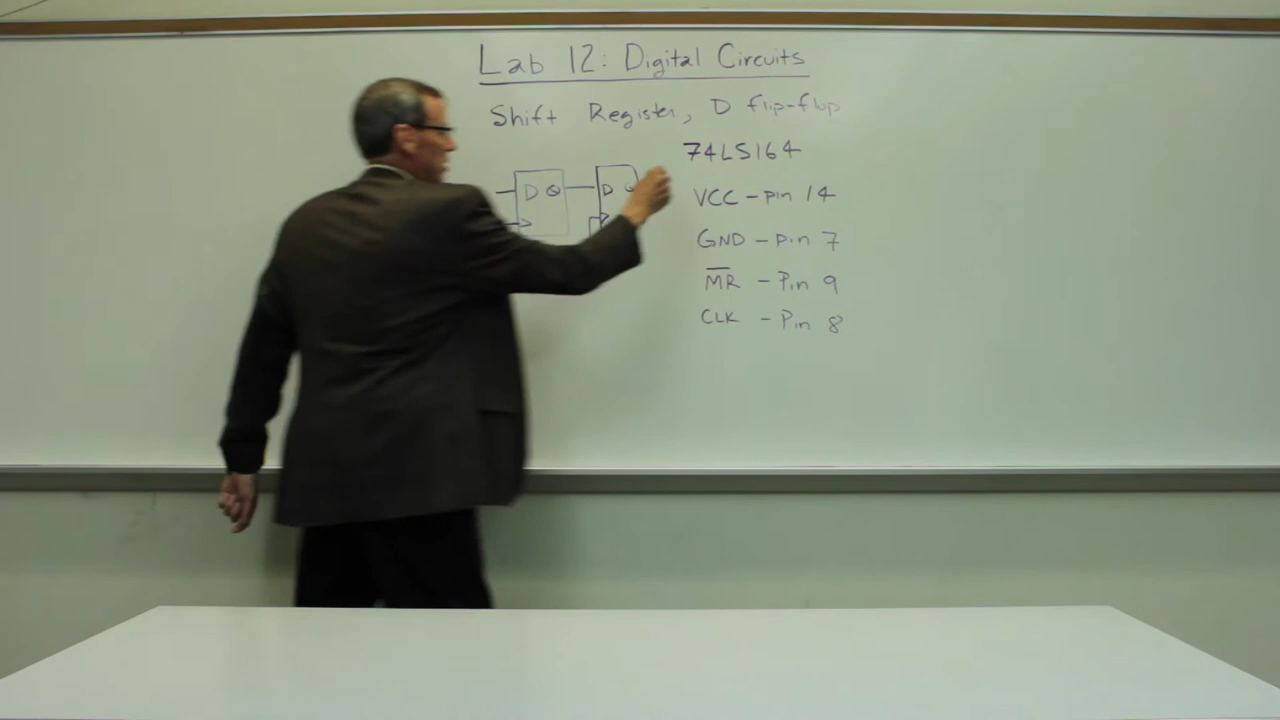 Lab 12: Digital Circuits
Shift Register, D flip-flop
74LS164
D Q D Q
VCC - pin 14
GND - pin 7
M̅R̅ - Pin 9
CLK - Pin 8